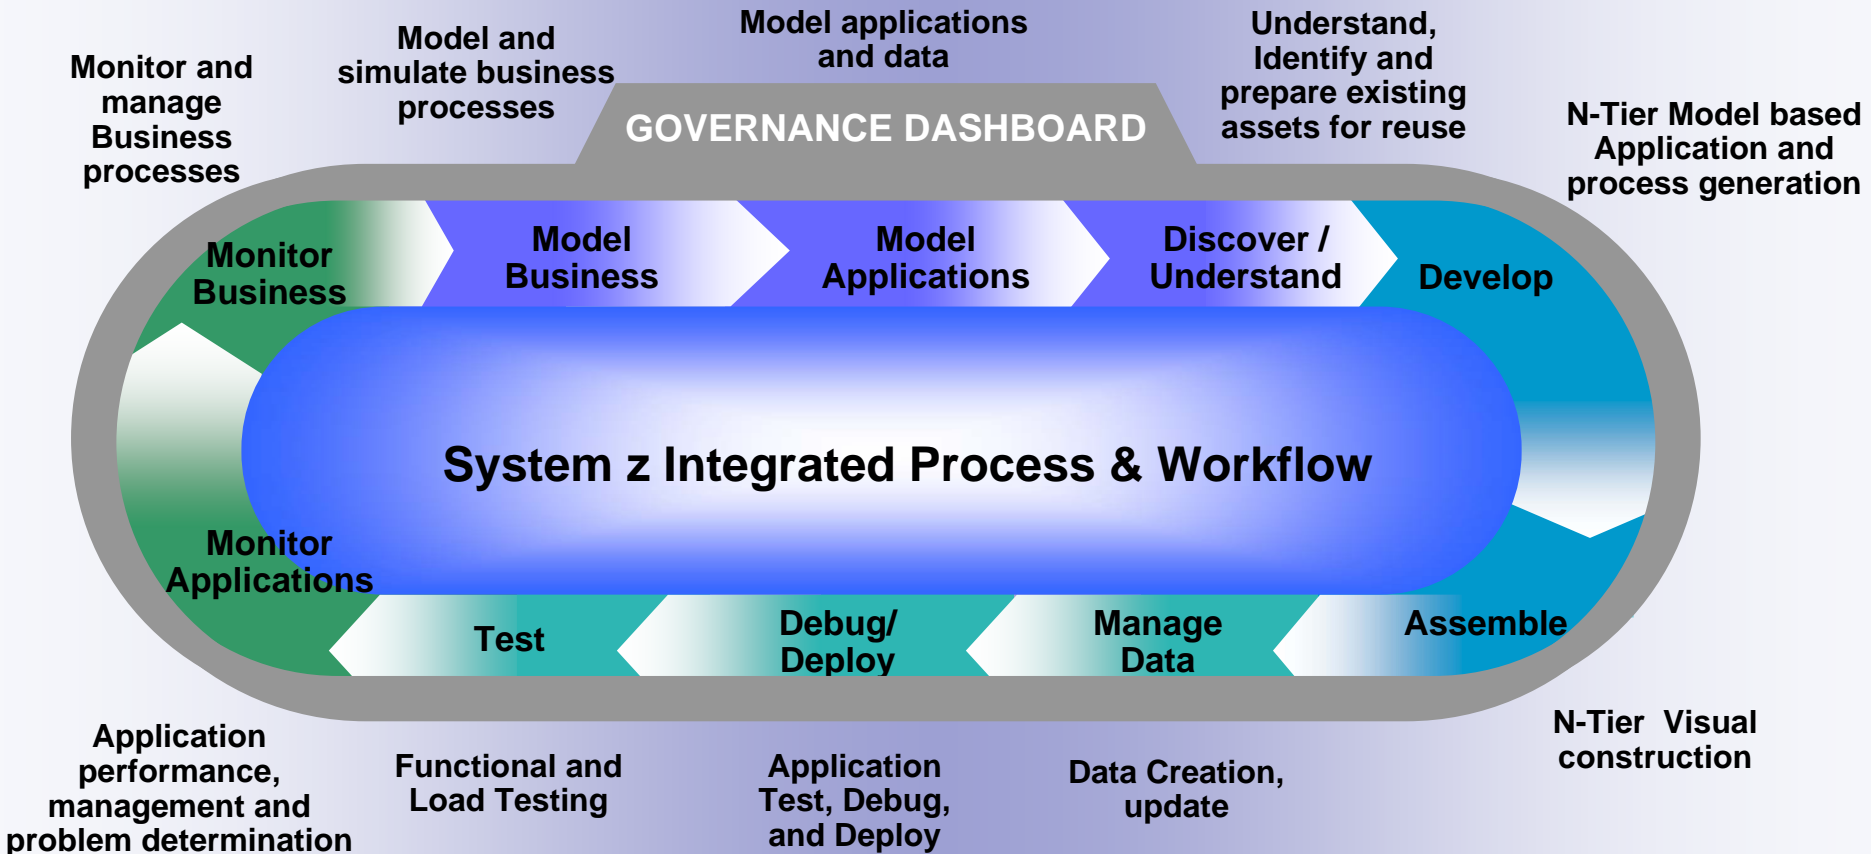 Monitor and
manage
Business
processes
Model and
simulate business
processes
Model applications
and data
Understand,
Identify and
prepare existing
assets for reuse
N-Tier Model based
Application and
process generation
GOVERNANCE DASHBOARD
Monitor
Business
Model
Business
Model
Applications
Discover /
Understand
Develop
System z Integrated Process & Workflow
Monitor
Applications
Test
Debug/
Deploy
Manage
Data
Assemble
Application
performance,
management and
problem determination
Functional and
Load Testing
Application
Test, Debug,
and Deploy
Data Creation,
update
N-Tier Visual
construction